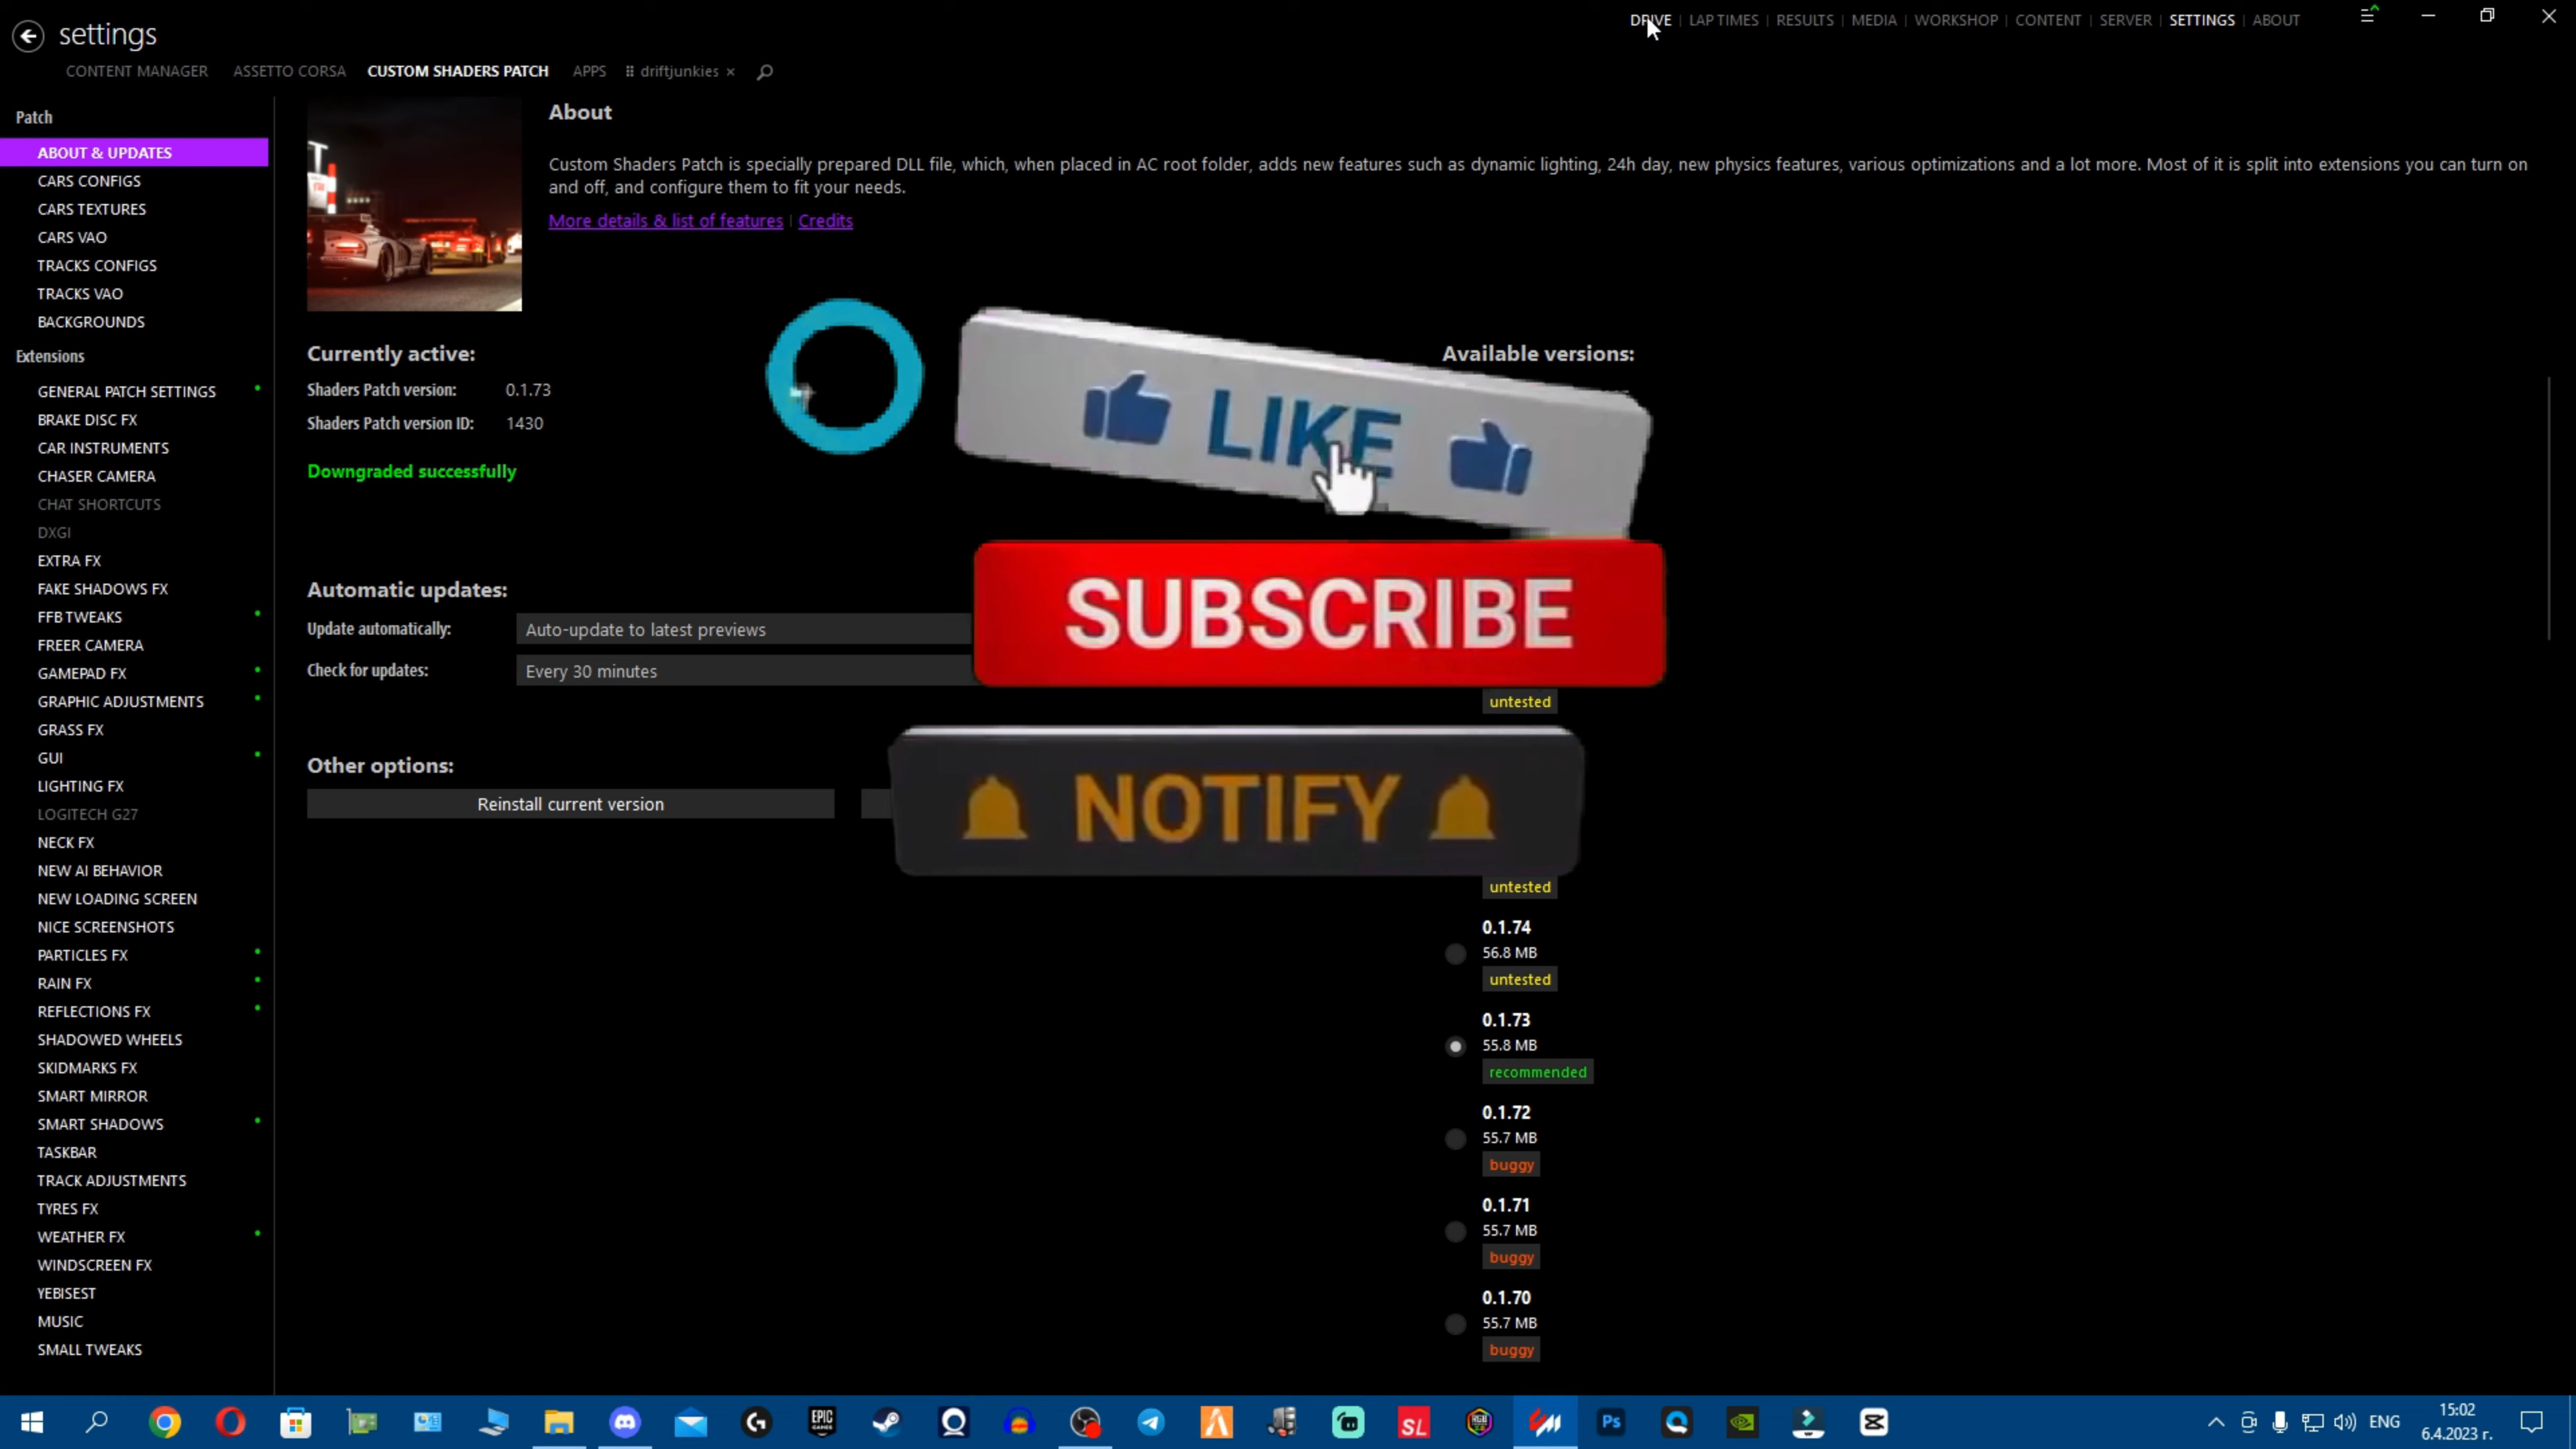 settings
DRIVE | LAP TIMES | RESULTS | MEDIA | WORKSHOP | CONTENT | SERVER | SETTINGS | ABOUT
CONTENT MANAGER ASSETTO CORSA CUSTOM SHADERS PATCH APPS driftjunkies
Patch
ABOUT & UPDATES
CARS CONFIGS
CARS TEXTURES
CARS VAO
TRACKS CONFIGS
TRACKS VAO
BACKGROUNDS
Extensions
GENERAL PATCH SETTINGS
BRAKE DISC FX
CAR INSTRUMENTS
CHASER CAMERA
CHAT SHORTCUTS
DXGI
EXTRA FX
FAKE SHADOWS FX
FFB TWEAKS
FREER CAMERA
GAMEPAD FX
GRAPHIC ADJUSTMENTS
GRASS FX
GUI
LIGHTING FX
LOGITECH G27
NECK FX
NEW AI BEHAVIOR
NEW LOADING SCREEN
NICE SCREENSHOTS
PARTICLES FX
RAIN FX
REFLECTIONS FX
SHADOWED WHEELS
SKIDMARKS FX
SMART MIRROR
SMART SHADOWS
TASKBAR
TRACK ADJUSTMENTS
TYRES FX
WEATHER FX
WINDSCREEN FX
YEBISEST
MUSIC
SMALL TWEAKS
About
Custom Shaders Patch is specially prepared DLL file, which, when placed in AC root folder, adds new features such as dynamic lighting, 24h day, new physics features, various optimizations and a lot more. Most of it is split into extensions you can turn on
and off, and configure them to fit your needs.
More details & list of features | Credits
Currently active:
Shaders Patch version: 0.1.73
Shaders Patch version ID: 1430
Downgraded successfully
Automatic updates:
Update automatically: Auto-update to latest previews
Check for updates: Every 30 minutes
Other options:
Reinstall current version
LIKE
SUBSCRIBE
NOTIFY
Available versions:
untested
untested
0.1.74
56.8 MB
untested
0.1.73
55.8 MB
recommended
0.1.72
55.7 MB
buggy
0.1.71
55.7 MB
buggy
0.1.70
55.7 MB
buggy
EPIC
GAMES
SL
Ps
ENG
15:02
6.4.2023 г.